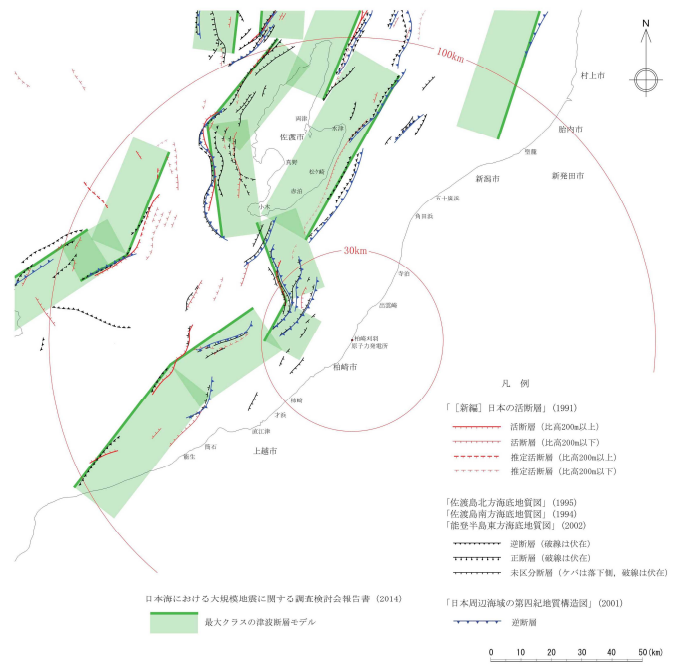 N
100km
村上市
胎内市
聖籠
新発田市
新潟市
五十嵐浜
角田浜
両津
佐渡市
水津
真野
松ケ崎
赤泊
小木
30km
寺泊
出雲崎
柏崎刈羽
原子力発電所
柏崎市
柿崎
才浜
直江津
上越市
筒石
能生
凡 例
「［新編］日本の活断層」(1991)
活断層 (比高200m以上)
活断層 (比高200m以下)
推定活断層 (比高200m以上)
推定活断層 (比高200m以下)
「佐渡島北方海底地質図」(1995)
「佐渡島南方海底地質図」(1994)
「能登半島東方海底地質図」(2002)
逆断層 (破線は伏在)
正断層 (破線は伏在)
未区分断層 (ケバは落下側, 破線は伏在)
「日本周辺海域の第四紀地質構造図」(2001)
逆断層
日本海における大規模地震に関する調査検討会報告書 (2014)
最大クラスの津波断層モデル
0 10 20 30 40 50(km)